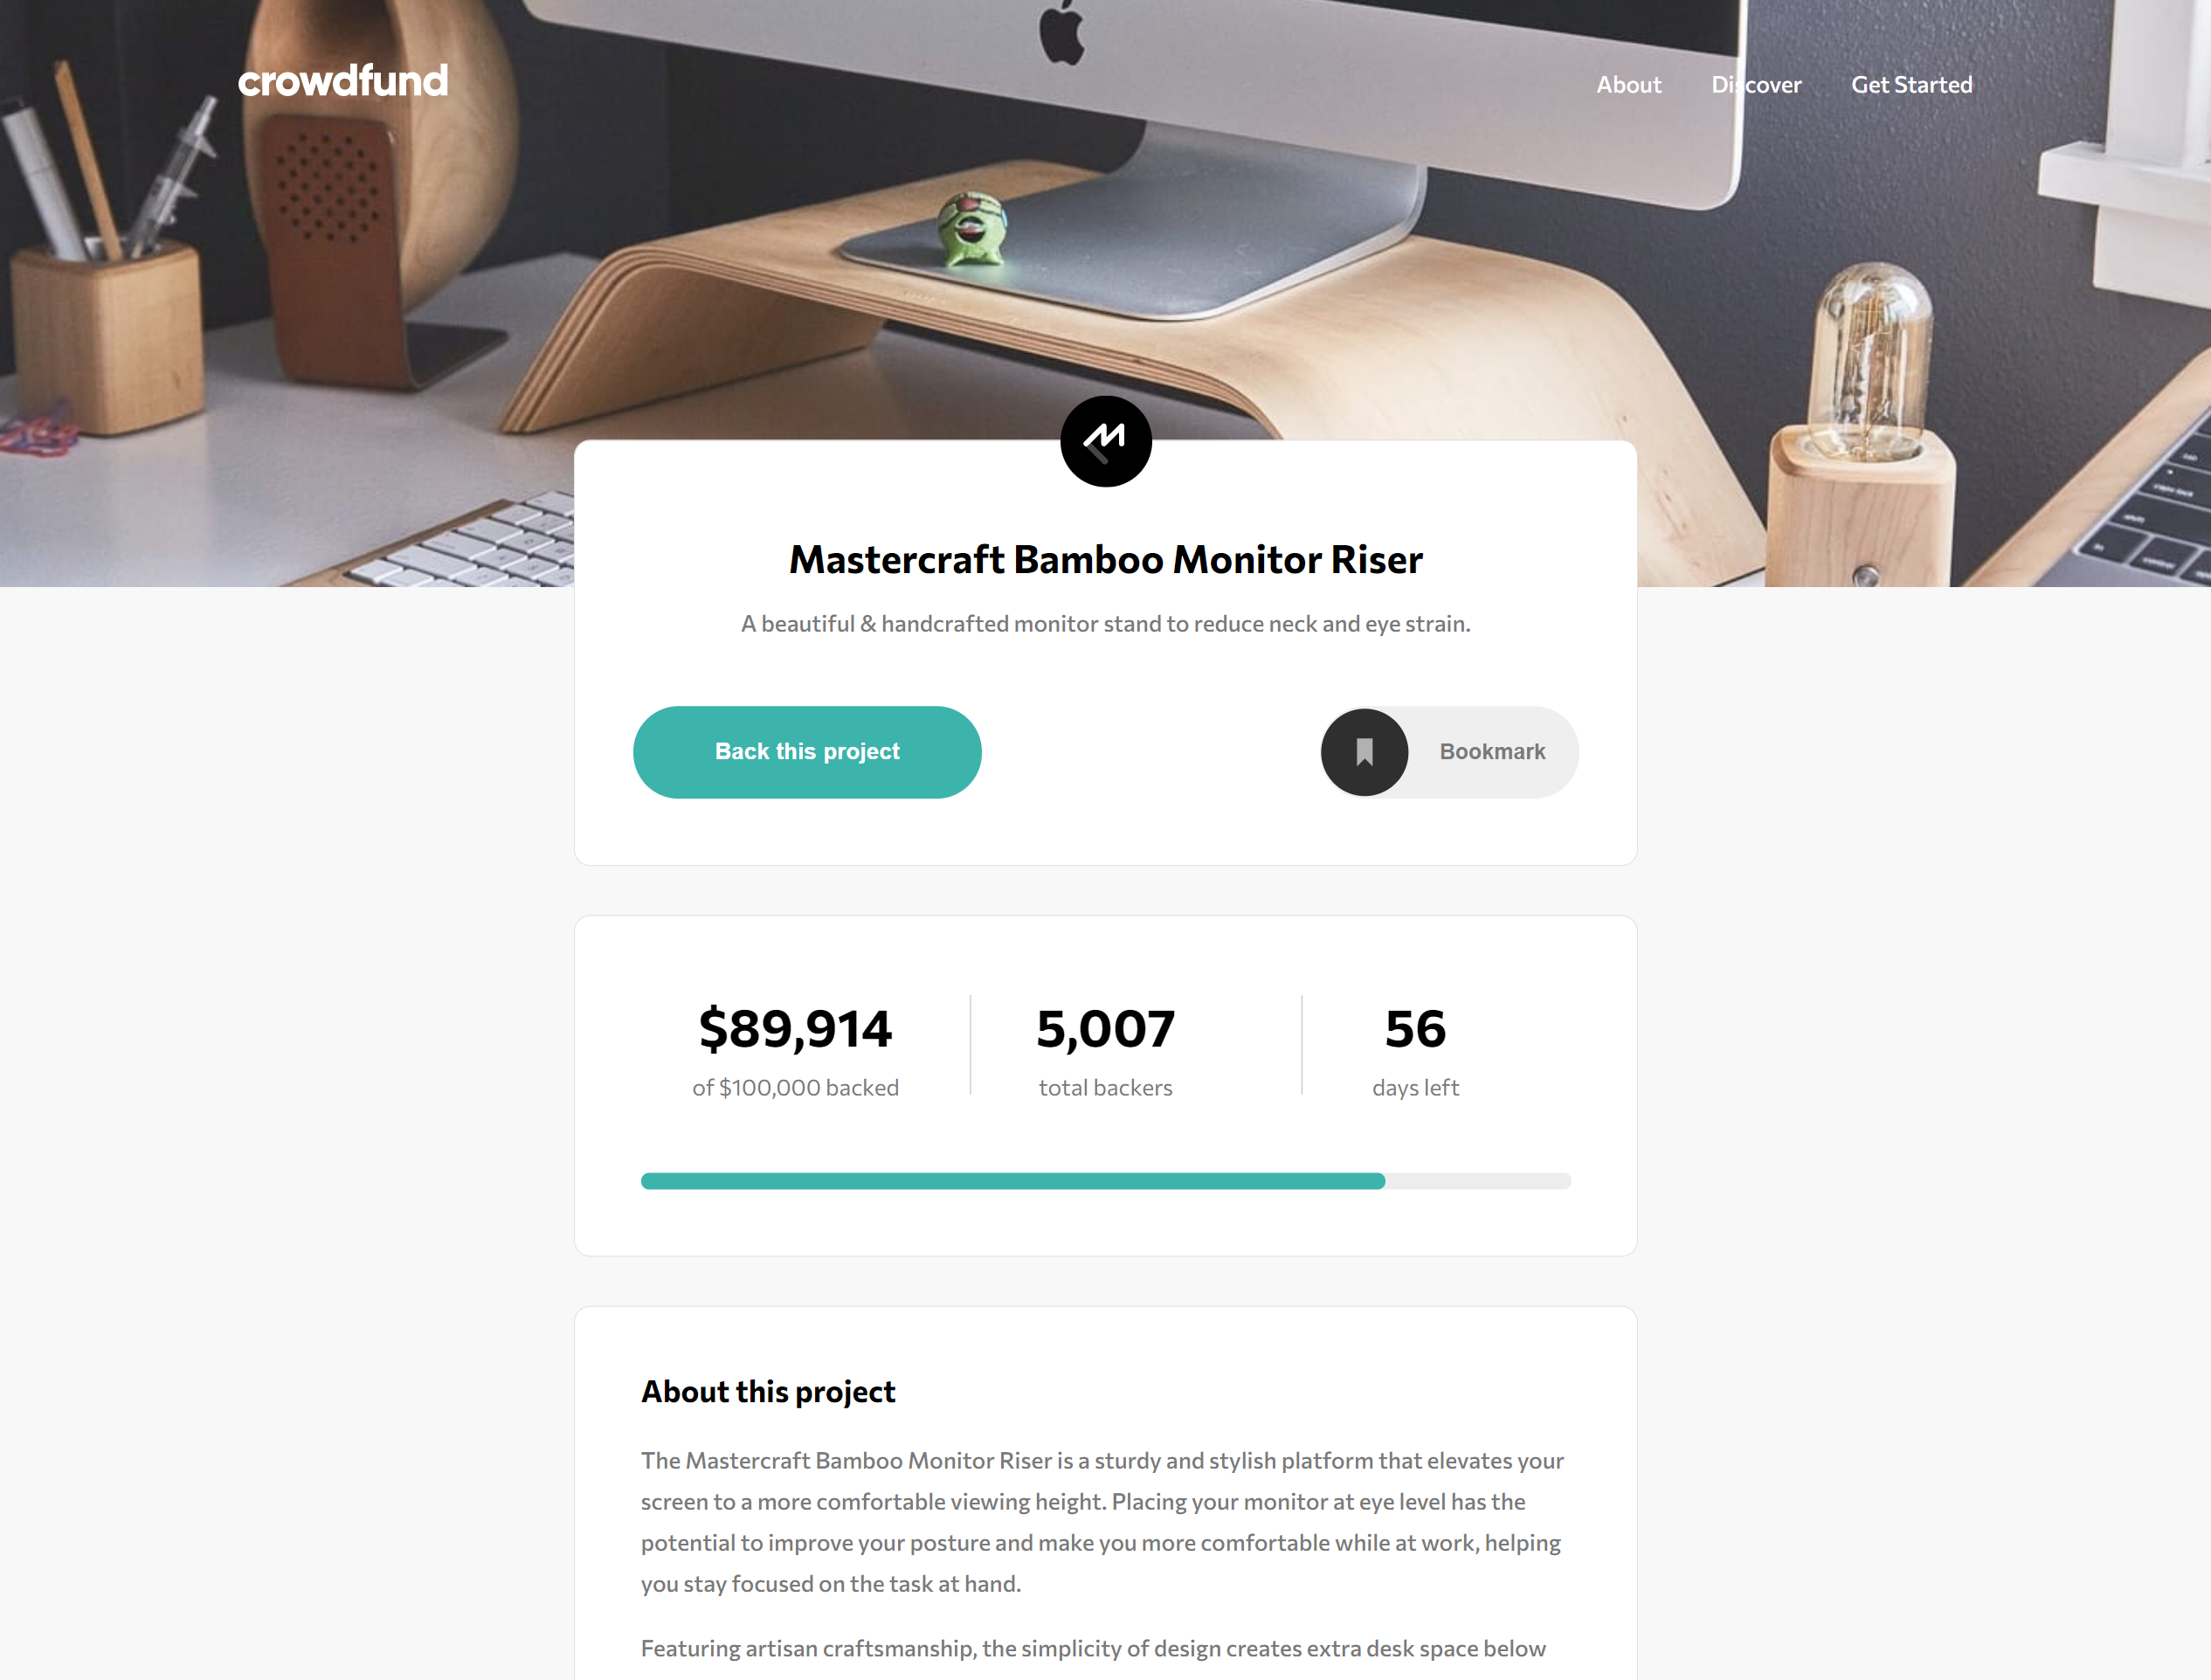 crowdfund
About Discover Get Started
Mastercraft Bamboo Monitor Riser
A beautiful & handcrafted monitor stand to reduce neck and eye strain.
Back this project
Bookmark
$89,914
of $100,000 backed
5,007
total backers
56
days left
About this project
The Mastercraft Bamboo Monitor Riser is a sturdy and stylish platform that elevates your
screen to a more comfortable viewing height. Placing your monitor at eye level has the
potential to improve your posture and make you more comfortable while at work, helping
you stay focused on the task at hand.
Featuring artisan craftsmanship, the simplicity of design creates extra desk space below